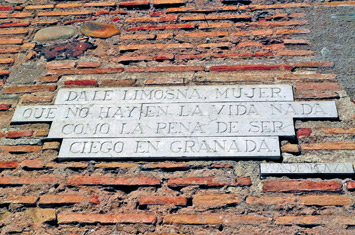 DALE LIMOSNA, MUJER,
QUE NO HAY EN LA VIDA NADA
COMO LA PENA DE SER
CIEGO EN GRANADA